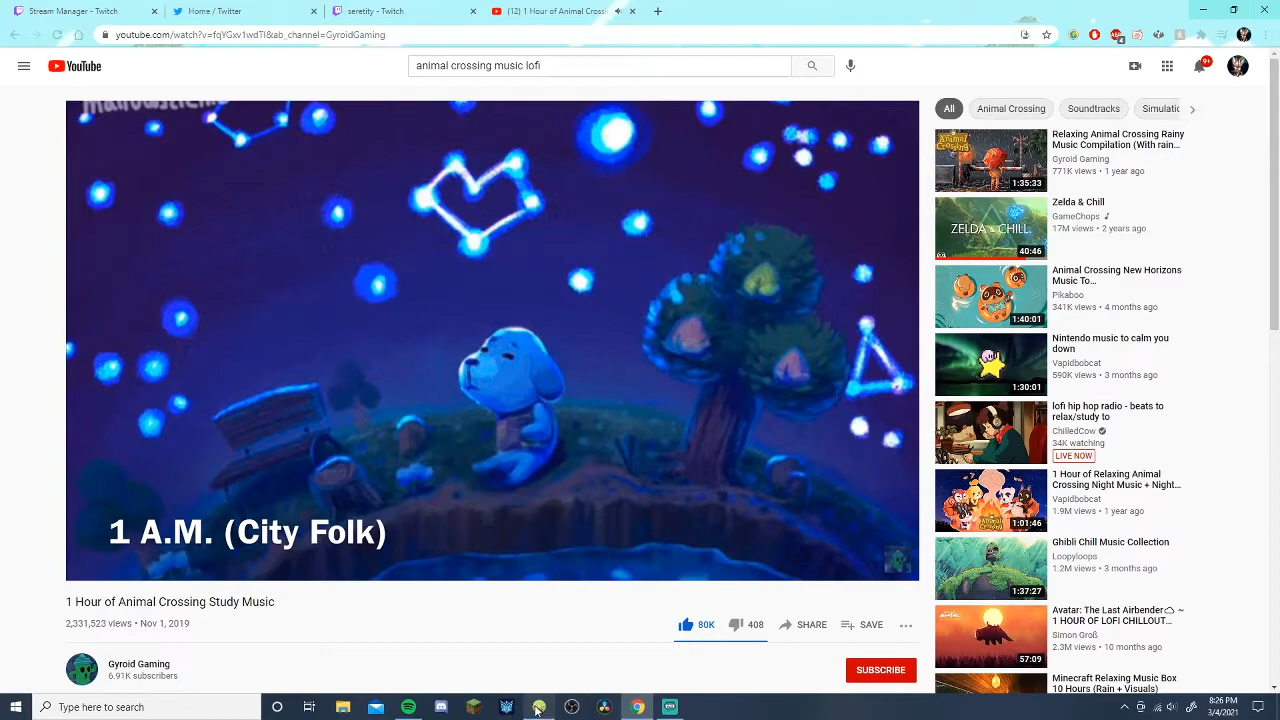 Stream Manager - Twitch
Home / Twitter
seretity - Twitch
(12) 1 Hour of Animal Cross
youtube.com/watch?v=fqYGxv1wdTI&ab_channel=GyroidGaming
YouTube
animal crossing music lofi
9+
1 A.M. (City Folk)
1 Hour of Animal Crossing Study Music
2,331,523 views • Nov 1, 2019
80K
408
SHARE
SAVE
Gyroid Gaming
6.91K subscribers
SUBSCRIBE
All
Animal Crossing
Soundtracks
Simulatio
Animal Crossing
1:35:33
Relaxing Animal Crossing Rainy
Music Compilation (With rain...
Gyroid Gaming
771K views • 1 year ago
ZELDA & CHILL
40:46
Zelda & Chill
GameChops
17M views • 2 years ago
1:40:01
Animal Crossing New Horizons
Music To...
Pikaboo
341K views • 4 months ago
1:30:01
Nintendo music to calm you
down
Vapidbobcat
590K views • 3 months ago
lofi hip hop radio - beats to
relax/study to
ChilledCow
34K watching
LIVE NOW
1:01:46
1 Hour of Relaxing Animal
Crossing Night Music + Night...
Vapidbobcat
1.9M views • 1 year ago
1:37:27
Ghibli Chill Music Collection
Loopyloops
1.2M views • 3 months ago
57:09
Avatar: The Last Airbender ~
1 HOUR OF LOFI CHILLOUT...
Simon Groß
2.3M views • 10 months ago
Minecraft Relaxing Music Box
10 Hours (Rain + Visuals)
Type here to search
8:26 PM
3/4/2021